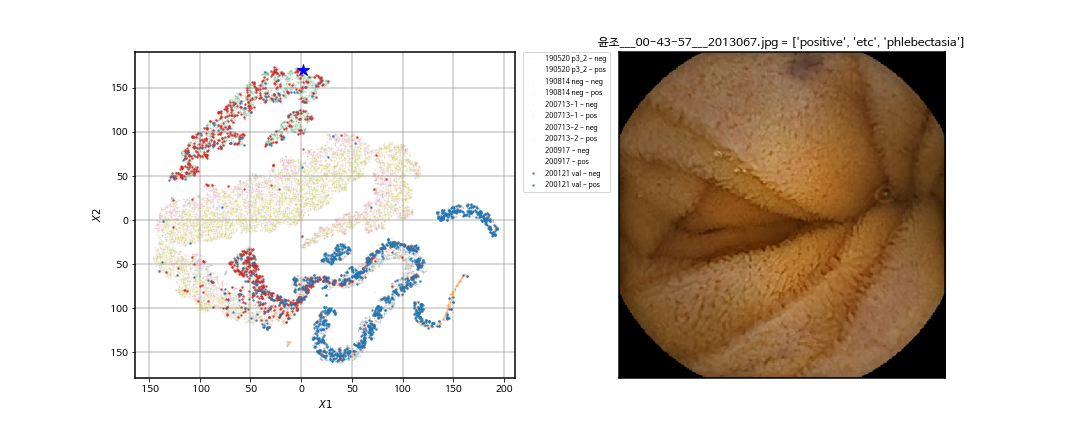 윤조___00-43-57___2013067.jpg = ['positive', 'etc', 'phlebectasia']
190520 p3_2 - neg
190520 p3_2 - pos
190814 neg - neg
190814 neg - pos
200713-1 - neg
200713-1 - pos
200713-2 - neg
200713-2 - pos
200917 - neg
200917 - pos
200121 val - neg
200121 val - pos
150
100
50
0
50
100
150
X2
150 100 50 0 50 100 150 200
X1